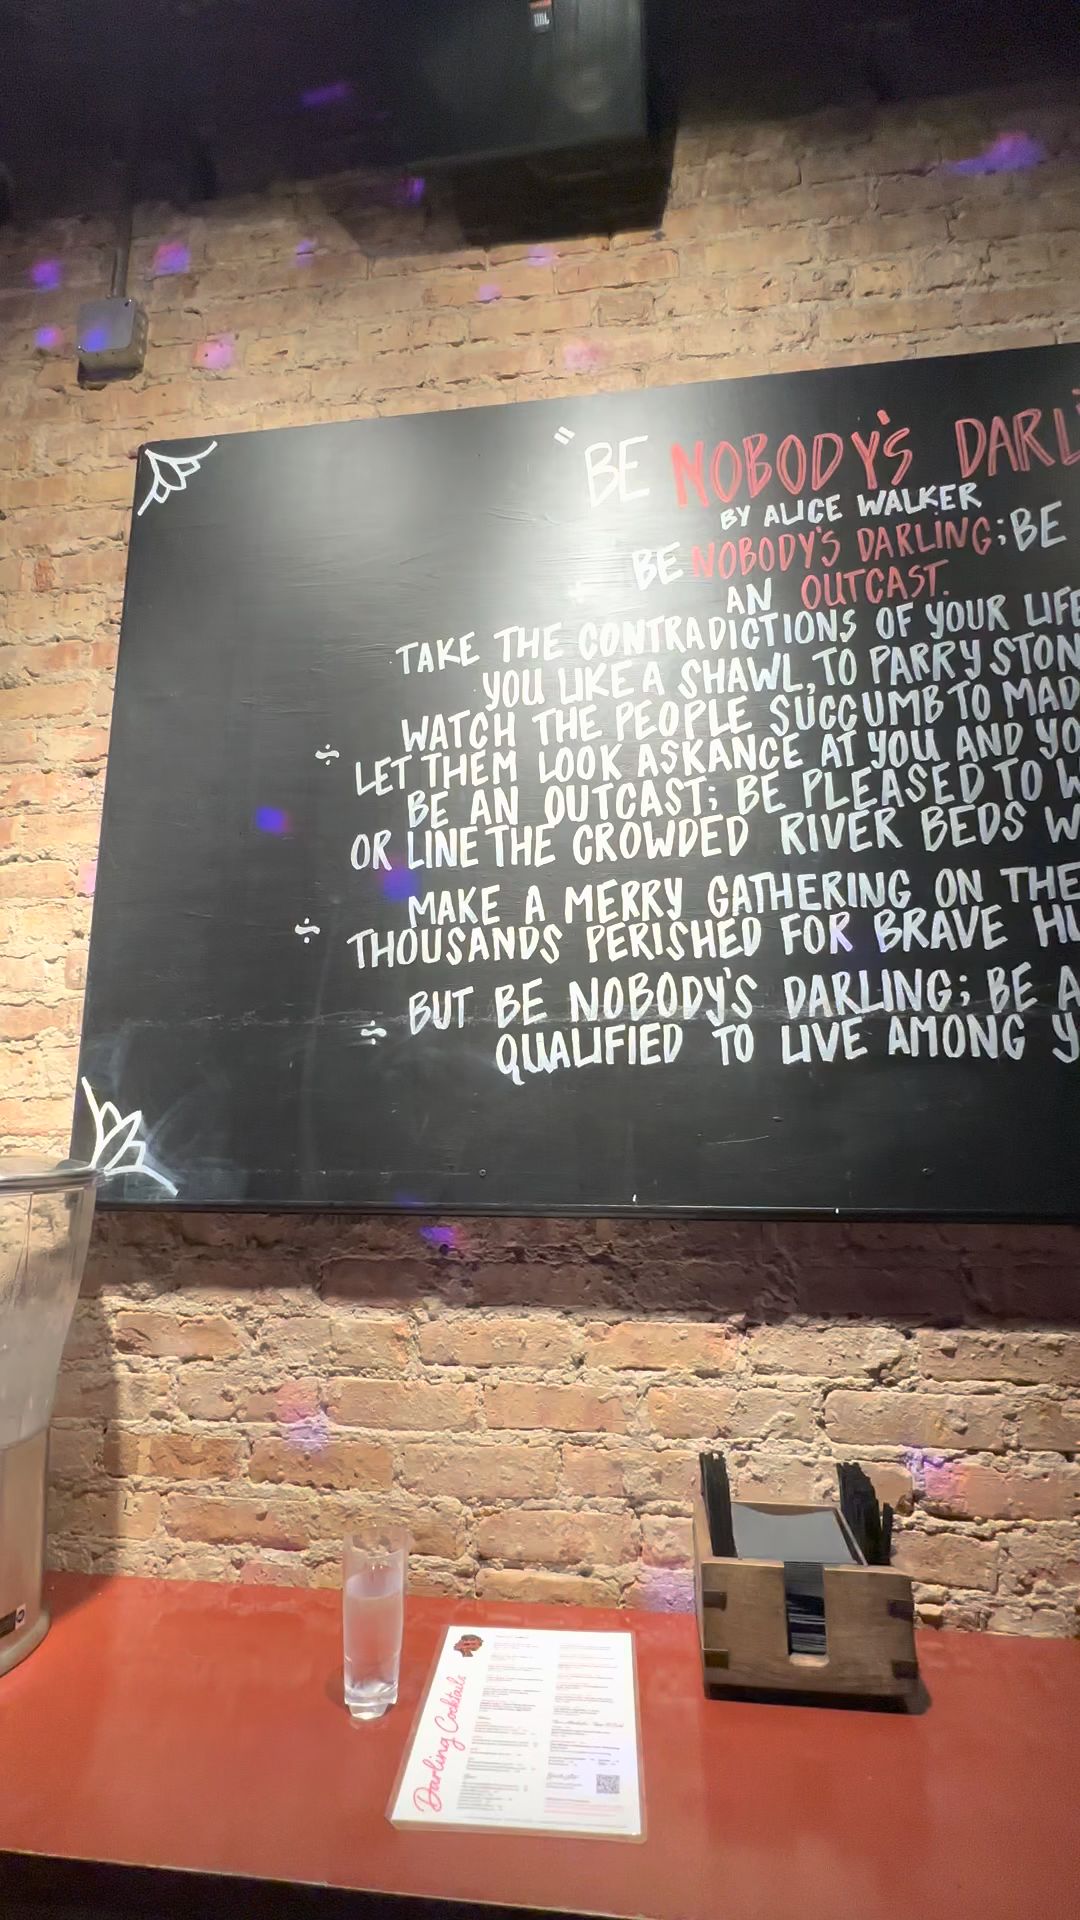 JBL
"BE NOBODY'S DARL
BY ALICE WALKER
BE NOBODY'S DARLING; BE
AN OUTCAST.
TAKE THE CONTRADICTIONS OF YOUR LIFE
YOU LIKE A SHAWL, TO PARRY STON
WATCH THE PEOPLE SUCCUMB TO MAD
LET THEM LOOK ASKANCE AT YOU AND YO
BE AN OUTCAST; BE PLEASED TO W
OR LINE THE CROWDED RIVER BEDS W
MAKE A MERRY GATHERING ON THE
THOUSANDS PERISHED FOR BRAVE HU
BUT BE NOBODY'S DARLING; BE A
QUALIFIED TO LIVE AMONG Y
Darling Cocktails